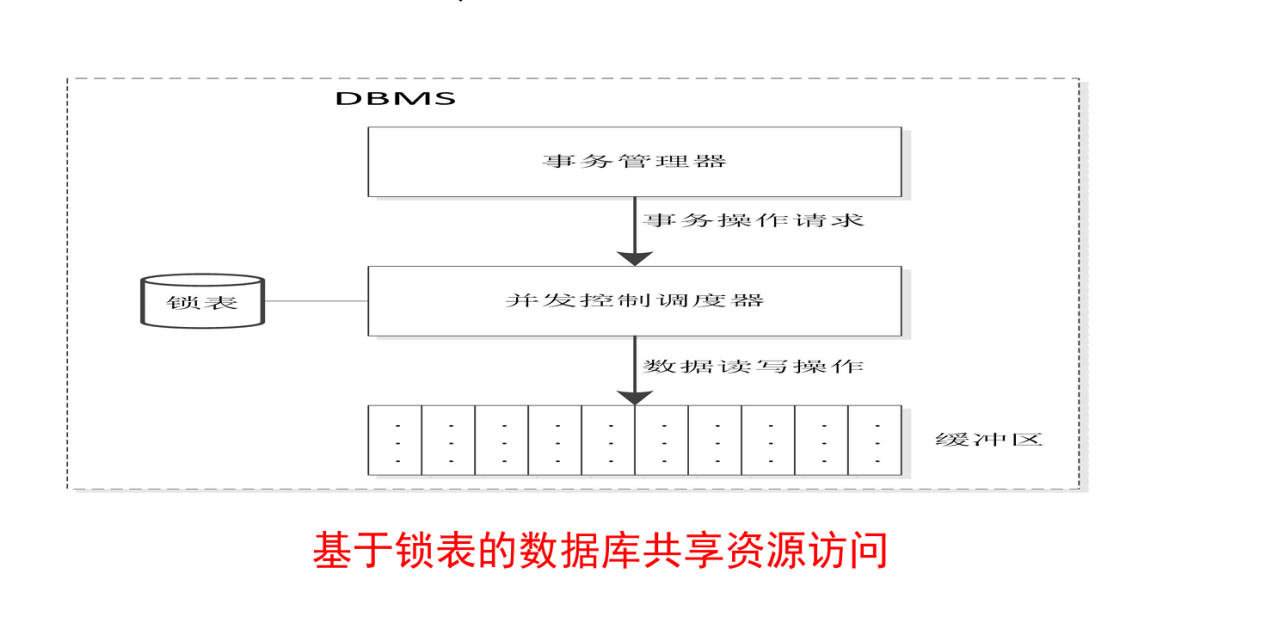 DBMS
事务管理器
事务操作请求
锁表
并发控制调度器
数据读写操作
缓冲区
基于锁表的数据库共享资源访问